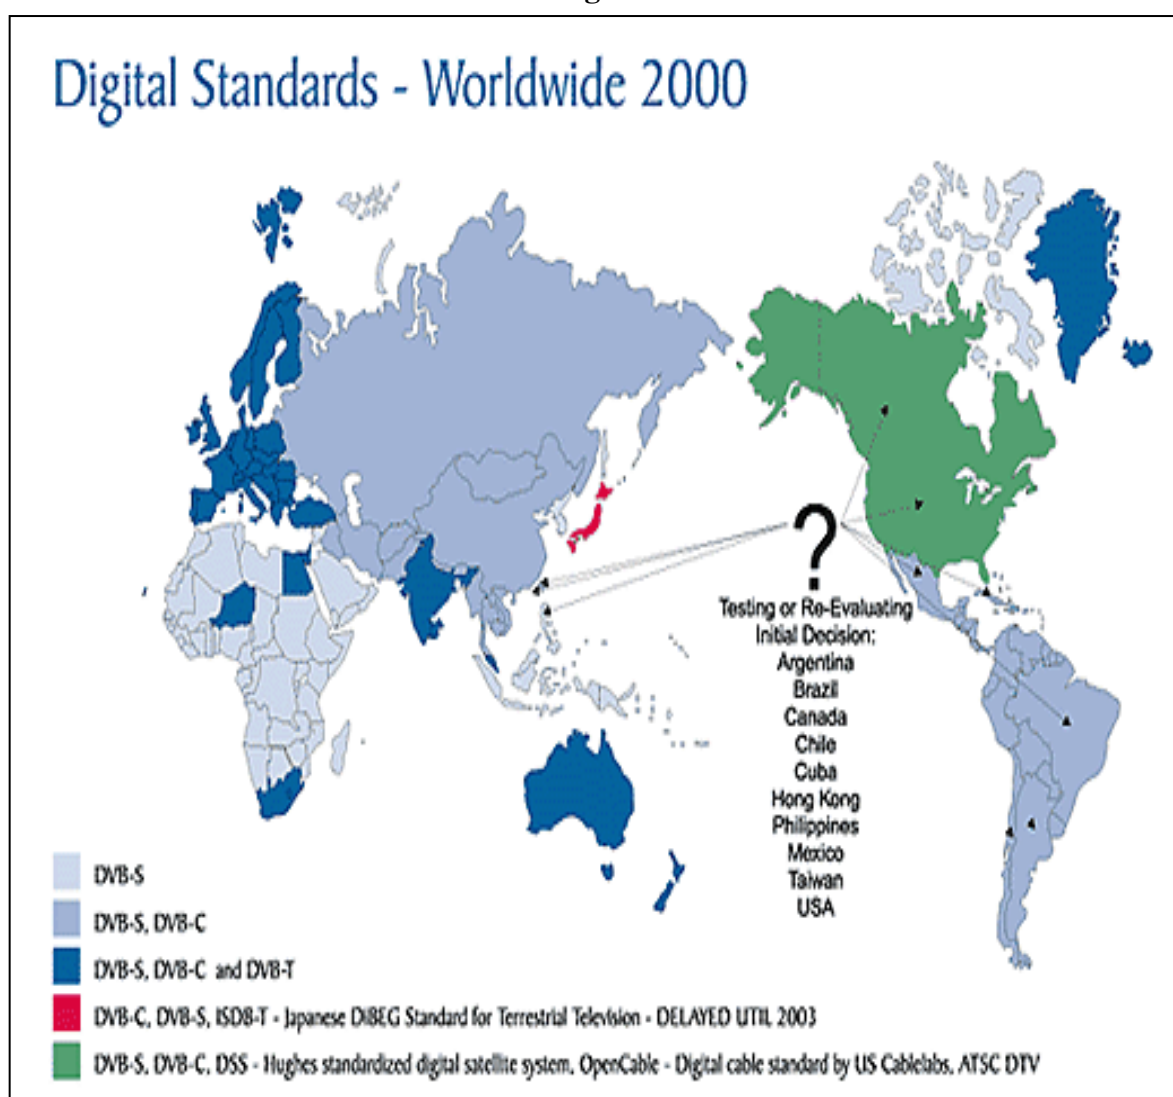 Digital Standards - Worldwide 2000
?
Testing or Re-Evaluating
Initial Decision:
Argentina
Brazil
Canada
Chile
Cuba
Hong Kong
Philippines
Mexico
Taiwan
USA
DVB-S
DVB-S, DVB-C
DVB-S, DVB-C and DVB-T
DVB-C, DVB-S, ISDB-T - Japanese DiBEG Standard for Terrestrial Television - DELAYED UTIL 2003
DVB-S, DVB-C, DSS - Hughes standardized digital satellite system, OpenCable - Digital cable standard by US Cablelabs, ATSC DTV